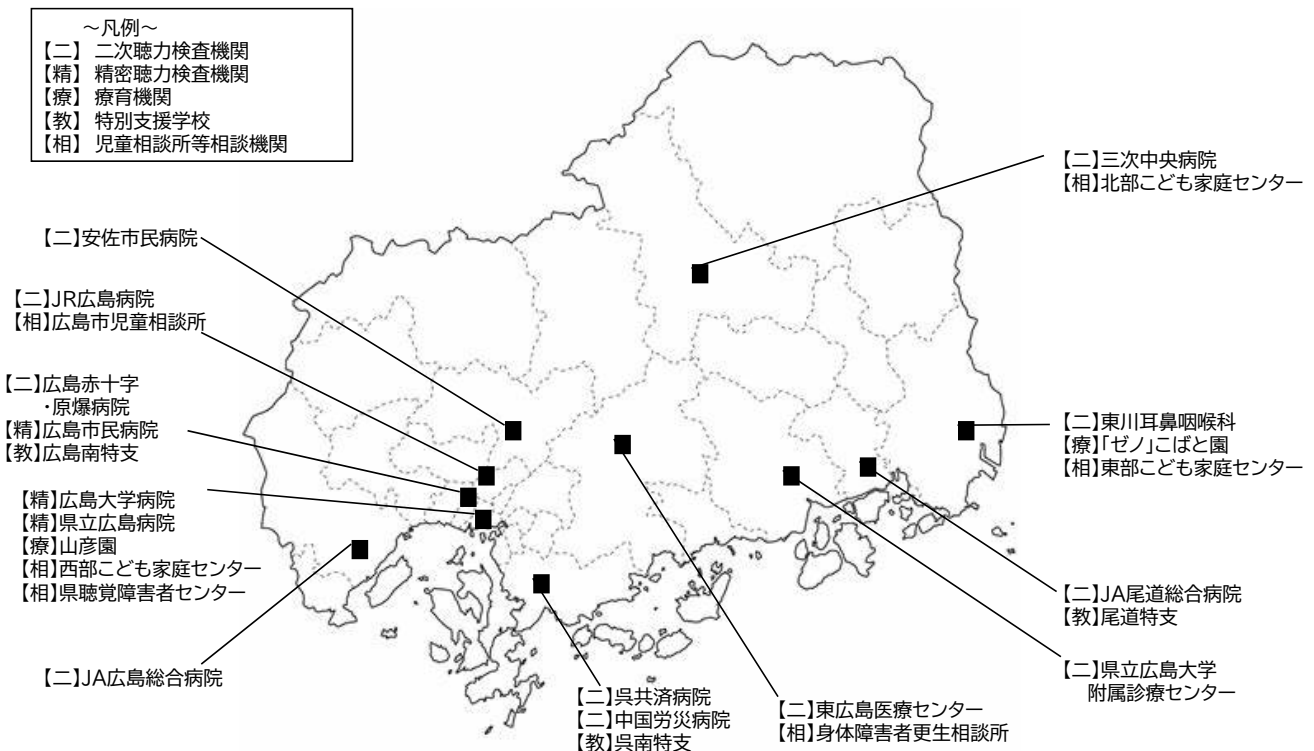 ～凡例～
【二】 二次聴力検査機関
【精】 精密聴力検査機関
【療】 療育機関
【教】 特別支援学校
【相】 児童相談所等相談機関
【二】三次中央病院
【相】北部こども家庭センター
【二】安佐市民病院
【二】JR広島病院
【相】広島市児童相談所
【二】広島赤十字
・原爆病院
【精】広島市民病院
【教】広島南特支
【精】広島大学病院
【精】県立広島病院
【療】山彦園
【相】西部こども家庭センター
【相】県聴覚障害者センター
【二】JA広島総合病院
【二】呉共済病院
【二】中国労災病院
【教】呉南特支
【二】東広島医療センター
【相】身体障害者更生相談所
【二】県立広島大学
附属診療センター
【二】JA尾道総合病院
【教】尾道特支
【二】東川耳鼻咽喉科
【療】「ゼノ」こばと園
【相】東部こども家庭センター